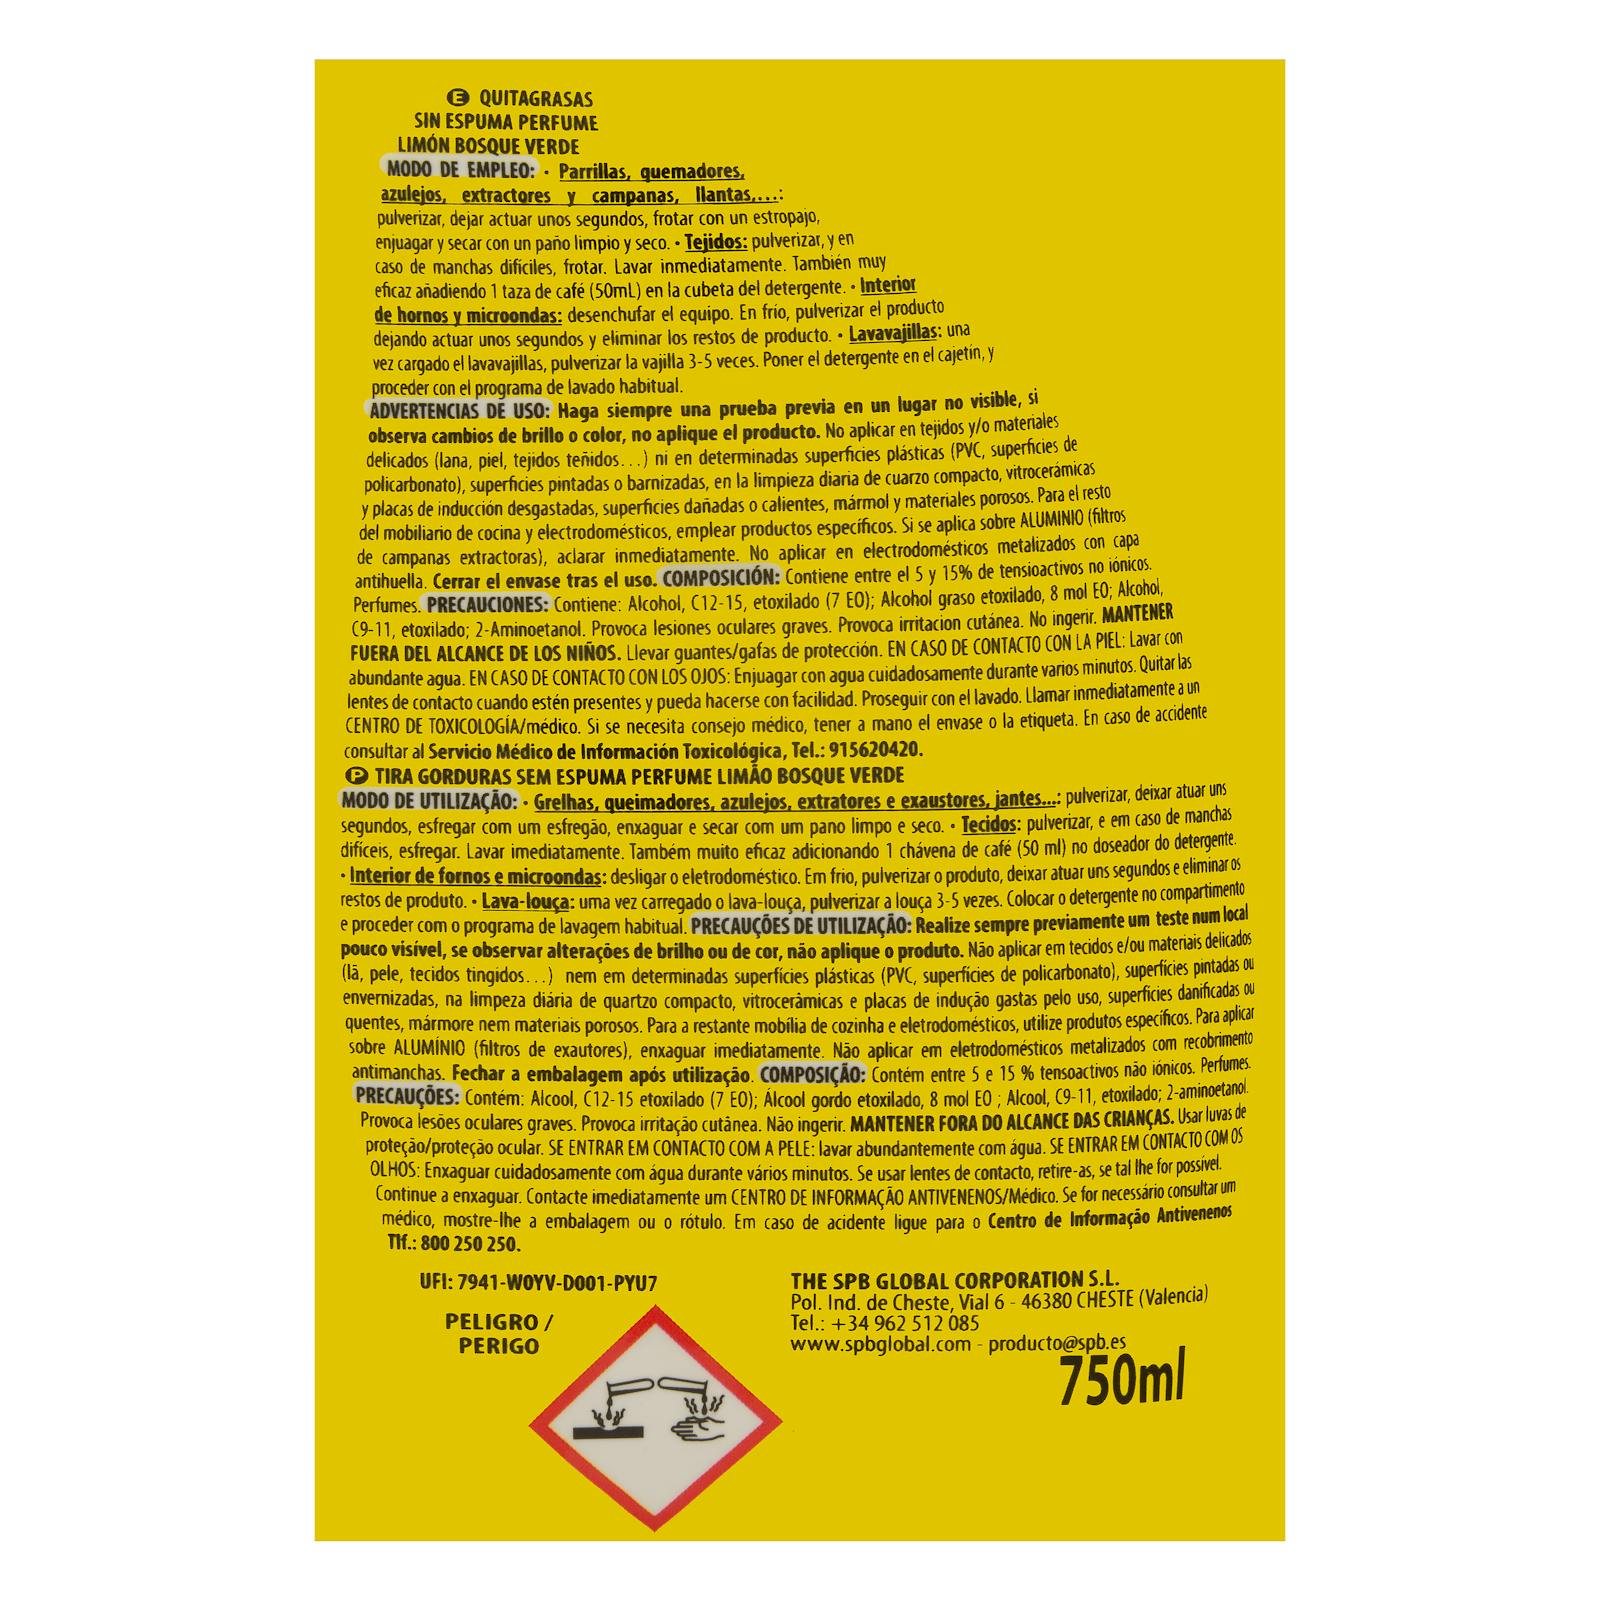 E QUITAGRASAS
SIN ESPUMA PERFUME
LIMÓN BOSQUE VERDE
MODO DE EMPLEO: • Parrillas, quemadores,
azulejos, extractores y campanas, llantas,...:
pulverizar, dejar actuar unos segundos, frotar con un estropajo,
enjuagar y secar con un paño limpio y seco. • Tejidos: pulverizar, y en
caso de manchas difíciles, frotar. Lavar inmediatamente. También muy
eficaz añadiendo 1 taza de café (50mL) en la cubeta del detergente. • Interior
de hornos y microondas: desenchufar el equipo. En frío, pulverizar el producto
dejando actuar unos segundos y eliminar los restos de producto. • Lavavajillas: una
vez cargado el lavavajillas, pulverizar la vajilla 3-5 veces. Poner el detergente en el cajetín, y
proceder con el programa de lavado habitual.
ADVERTENCIAS DE USO: Haga siempre una prueba previa en un lugar no visible, si
observa cambios de brillo o color, no aplique el producto. No aplicar en tejidos y/o materiales
delicados (lana, piel, tejidos teñidos...) ni en determinadas superficies plásticas (PVC, superficies de
policarbonato), superficies pintadas o barnizadas, en la limpieza diaria de cuarzo compacto, vitrocerámicas
y placas de inducción desgastadas, superficies dañadas o calientes, mármol y materiales porosos. Para el resto
del mobiliario de cocina y electrodomésticos, emplear productos específicos. Si se aplica sobre ALUMINIO (filtros
de campanas extractoras), aclarar inmediatamente. No aplicar en electrodomésticos metalizados con capa
antihuella. Cerrar el envase tras el uso. COMPOSICIÓN: Contiene entre el 5 y 15% de tensioactivos no iónicos.
Perfumes. PRECAUCIONES: Contiene: Alcohol, C12-15, etoxilado (7 EO); Alcohol graso etoxilado, 8 mol EO; Alcohol,
C9-11, etoxilado; 2-Aminoetanol. Provoca lesiones oculares graves. Provoca irritacion cutánea. No ingerir. MANTENER
FUERA DEL ALCANCE DE LOS NIÑOS. Llevar guantes/gafas de protección. EN CASO DE CONTACTO CON LA PIEL: Lavar con
abundante agua. EN CASO DE CONTACTO CON LOS OJOS: Enjuagar con agua cuidadosamente durante varios minutos. Quitar las
lentes de contacto cuando estén presentes y pueda hacerse con facilidad. Proseguir con el lavado. Llamar inmediatamente a un
CENTRO DE TOXICOLOGÍA/médico. Si se necesita consejo médico, tener a mano el envase o la etiqueta. En caso de accidente
consultar al Servicio Médico de Información Toxicológica, Tel.: 915620420.
P TIRA GORDURAS SEM ESPUMA PERFUME LIMÃO BOSQUE VERDE
MODO DE UTILIZAÇÃO: • Grelhas, queimadores, azulejos, extratores e exaustores, jantes...: pulverizar, deixar atuar uns
segundos, esfregar com um esfregão, enxaguar e secar com um pano limpo e seco. • Tecidos: pulverizar, e em caso de manchas
difíceis, esfregar. Lavar imediatamente. Também muito eficaz adicionando 1 chávena de café (50 ml) no doseador do detergente.
• Interior de fornos e microondas: desligar o eletrodoméstico. Em frio, pulverizar o produto, deixar atuar uns segundos e eliminar os
restos de produto. • Lava-louça: uma vez carregado o lava-louça, pulverizar a louça 3-5 vezes. Colocar o detergente no compartimento
e proceder com o programa de lavagem habitual. PRECAUÇÕES DE UTILIZAÇÃO: Realize sempre previamente um teste num local
pouco visível, se observar alterações de brilho ou de cor, não aplique o produto. Não aplicar em tecidos e/ou materiais delicados
(lã, pele, tecidos tingidos...) nem em determinadas superfícies plásticas (PVC, superfícies de policarbonato), superfícies pintadas ou
envernizadas, na limpeza diária de quartzo compacto, vitrocerâmicas e placas de indução gastas pelo uso, superfícies danificadas ou
quentes, mármore nem materiais porosos. Para a restante mobília de cozinha e eletrodomésticos, utilize produtos específicos. Para aplicar
sobre ALUMÍNIO (filtros de exautores), enxaguar imediatamente. Não aplicar em eletrodomésticos metalizados com recobrimento
antimanchas. Fechar a embalagem após utilização. COMPOSIÇÃO: Contém entre 5 e 15 % tensoactivos não iónicos. Perfumes.
PRECAUÇÕES: Contém: Alcool, C12-15 etoxilado (7 EO); Álcool gordo etoxilado, 8 mol EO ; Alcool, C9-11, etoxilado; 2-aminoetanol.
Provoca lesões oculares graves. Provoca irritação cutânea. Não ingerir. MANTENER FORA DO ALCANCE DAS CRIANÇAS. Usar luvas de
proteção/proteção ocular. SE ENTRAR EM CONTACTO COM A PELE: lavar abundantemente com água. SE ENTRAR EM CONTACTO COM OS
OLHOS: Enxaguar cuidadosamente com água durante vários minutos. Se usar lentes de contacto, retire-as, se tal lhe for possível.
Continue a enxaguar. Contacte imediatamente um CENTRO DE INFORMAÇÃO ANTIVENENOS/Médico. Se for necessário consultar um
médico, mostre-lhe a embalagem ou o rótulo. Em caso de acidente ligue para o Centro de Informação Antivenenos
Tlf.: 800 250 250.
UFI: 7941-W0YV-D001-PYU7
PELIGRO /
PERIGO
THE SPB GLOBAL CORPORATION S.L.
Pol. Ind. de Cheste, Vial 6 - 46380 CHESTE (Valencia)
Tel.: +34 962 512 085
www.spbglobal.com - producto@spb.es
750ml